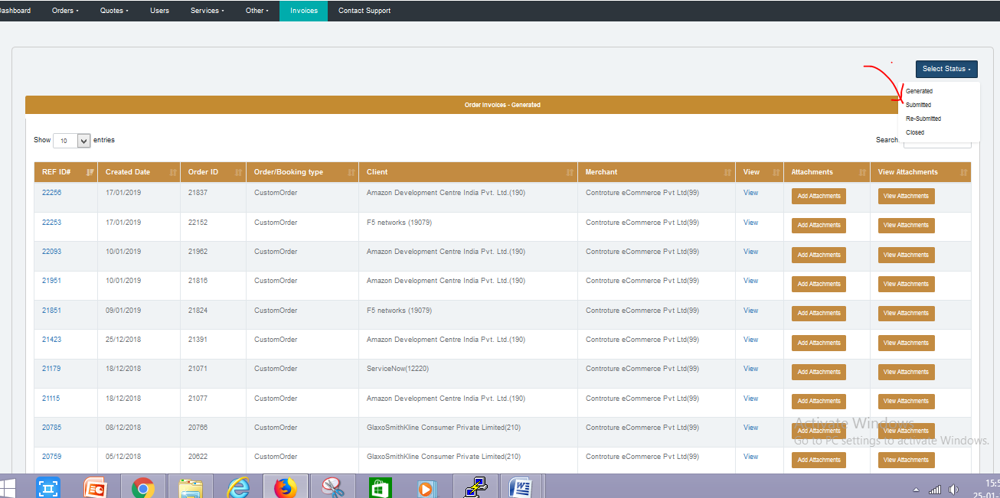 Dashboard Orders Quotes Users Services Other Invoices Contact Support
Select Status
Generated
Submitted
Re-Submitted
Closed
Order Invoices - Generated
Show 10 entries
Search
REF ID# Created Date Order ID Order/Booking type Client Merchant View Attachments View Attachments
22256 17/01/2019 21837 CustomOrder Amazon Development Centre India Pvt. Ltd.(190) Controture eCommerce Pvt Ltd(99) View Add Attachments View Attachments
22253 17/01/2019 22152 CustomOrder F5 networks (19079) Controture eCommerce Pvt Ltd(99) View Add Attachments View Attachments
22093 10/01/2019 21962 CustomOrder Amazon Development Centre India Pvt. Ltd.(190) Controture eCommerce Pvt Ltd(99) View Add Attachments View Attachments
21951 10/01/2019 21816 CustomOrder Amazon Development Centre India Pvt. Ltd.(190) Controture eCommerce Pvt Ltd(99) View Add Attachments View Attachments
21851 09/01/2019 21824 CustomOrder F5 networks (19079) Controture eCommerce Pvt Ltd(99) View Add Attachments View Attachments
21423 25/12/2018 21391 CustomOrder Amazon Development Centre India Pvt. Ltd.(190) Controture eCommerce Pvt Ltd(99) View Add Attachments View Attachments
21179 18/12/2018 21071 CustomOrder ServiceNow(12220) Controture eCommerce Pvt Ltd(99) View Add Attachments View Attachments
21115 18/12/2018 21077 CustomOrder Amazon Development Centre India Pvt. Ltd.(190) Controture eCommerce Pvt Ltd(99) View Add Attachments View Attachments
20785 08/12/2018 20766 CustomOrder GlaxoSmithKline Consumer Private Limited(210) Controture eCommerce Pvt Ltd(99) View Add Attachments View Attachments
Activate Windows
Go to PC settings to activate Windows.
20759 05/12/2018 20622 CustomOrder GlaxoSmithKline Consumer Private Limited(210) Controture eCommerce Pvt Ltd(99) View Add Attachments View Attachments
15:5
25-01-